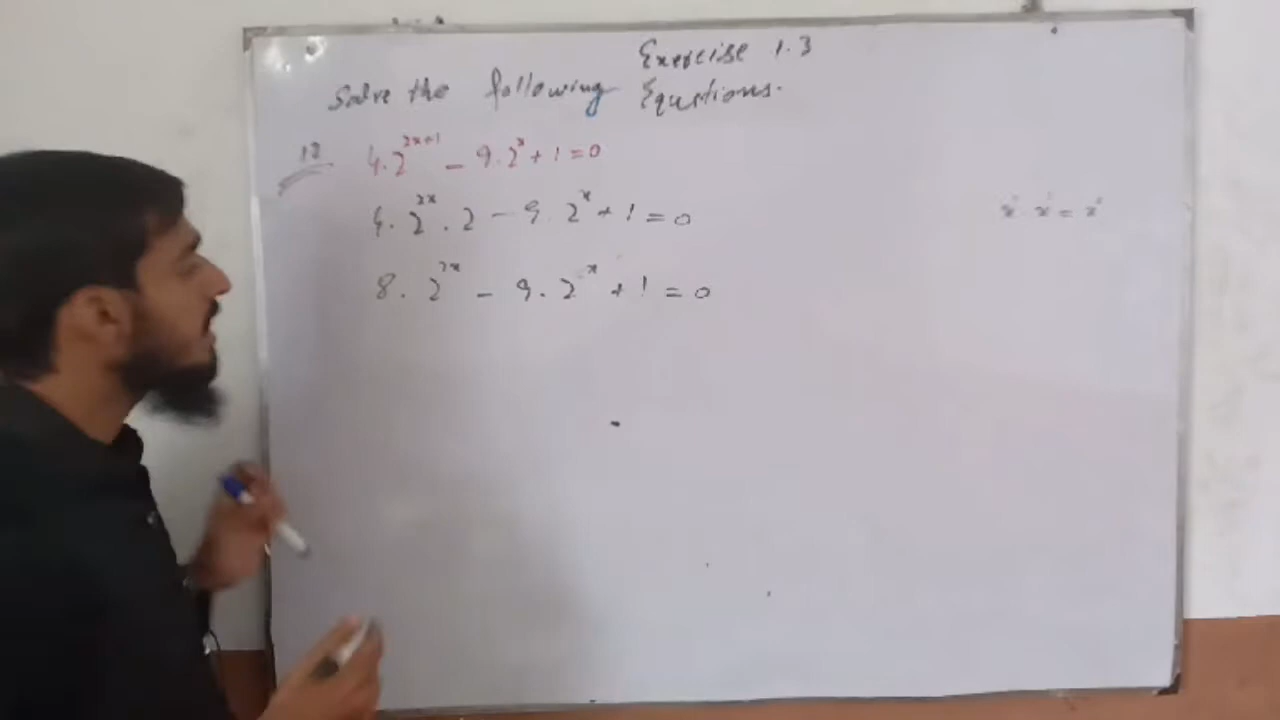 Exercise 1.3
Solve the following Equations.
12 4.2^{2x+1} - 9.2^x + 1 = 0
4.2^{2x}.2 - 9.2^x + 1 = 0
8.2^{2x} - 9.2^x + 1 = 0